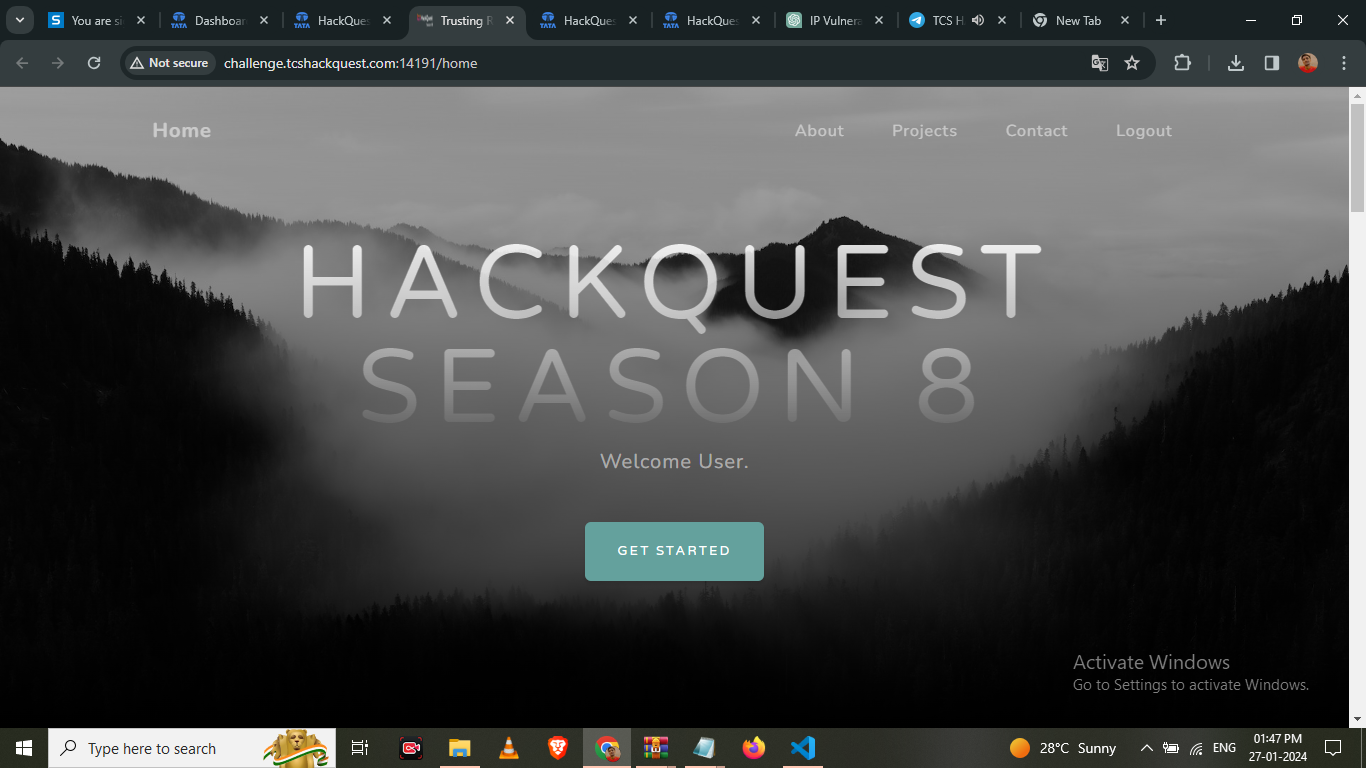 You are si
Dashboar
HackQues
Trusting R
HackQues
HackQues
IP Vulnera
TCS H
New Tab
Not secure
challenge.tcshackquest.com:14191/home
Home
About
Projects
Contact
Logout
HACKQUEST
SEASON 8
Welcome User.
GET STARTED
Activate Windows
Go to Settings to activate Windows.
Type here to search
28°C Sunny
ENG
01:47 PM
27-01-2024